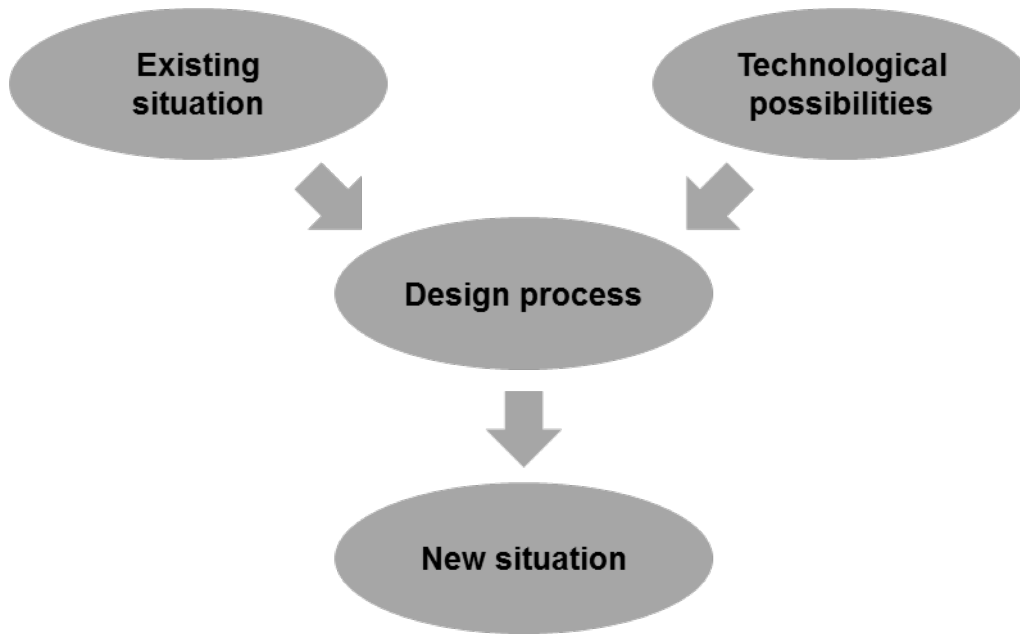 Existing
situation
Technological
possibilities
Design process
New situation